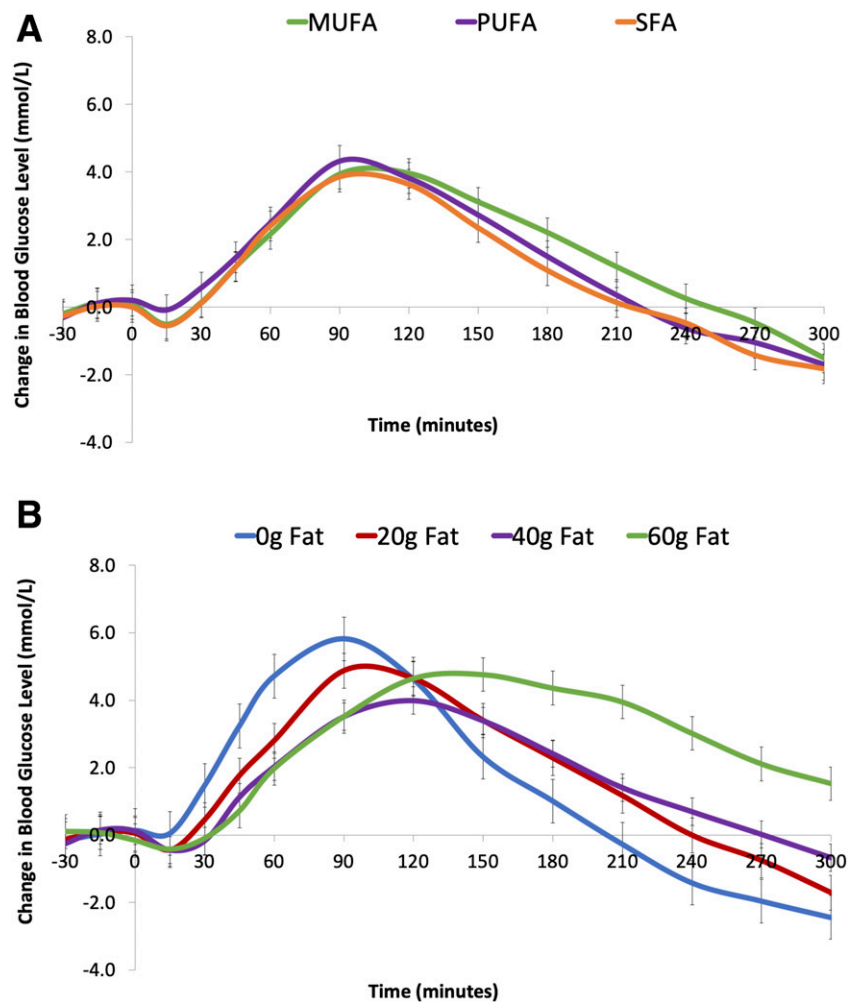 A
MUFA PUFA SFA
Change in Blood Glucose Level (mmol/L)
8.0
6.0
4.0
2.0
0.0
-30 0 30 60 90 120 150 180 210 240 270 300
-2.0
Time (minutes)
-4.0
B
0g Fat 20g Fat 40g Fat 60g Fat
Change in Blood Glucose Level (mmol/L)
8.0
6.0
4.0
2.0
0.0
-30 0 30 60 90 120 150 180 210 240 270 300
-2.0
-4.0
Time (minutes)